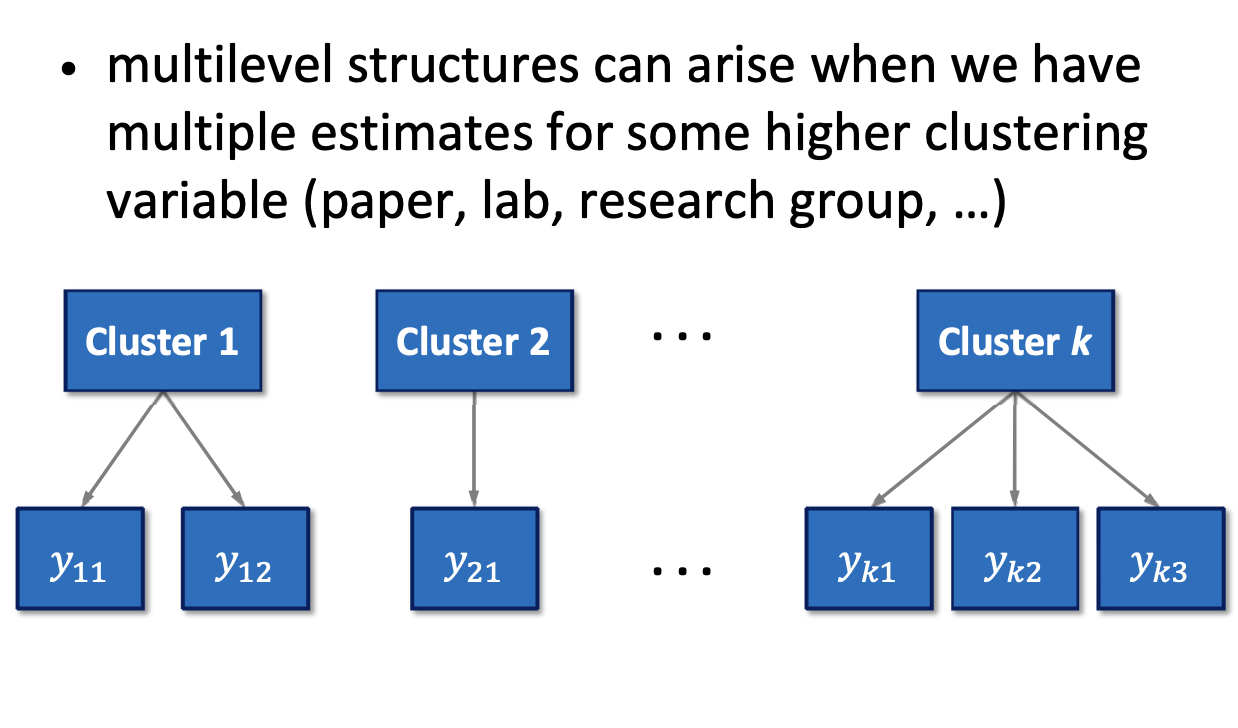 • multilevel structures can arise when we have
multiple estimates for some higher clustering
variable (paper, lab, research group, …)
Cluster 1 Cluster 2 ... Cluster k
y₁₁ y₁₂ y₂₁ ... yₖ₁ yₖ₂ yₖ₃